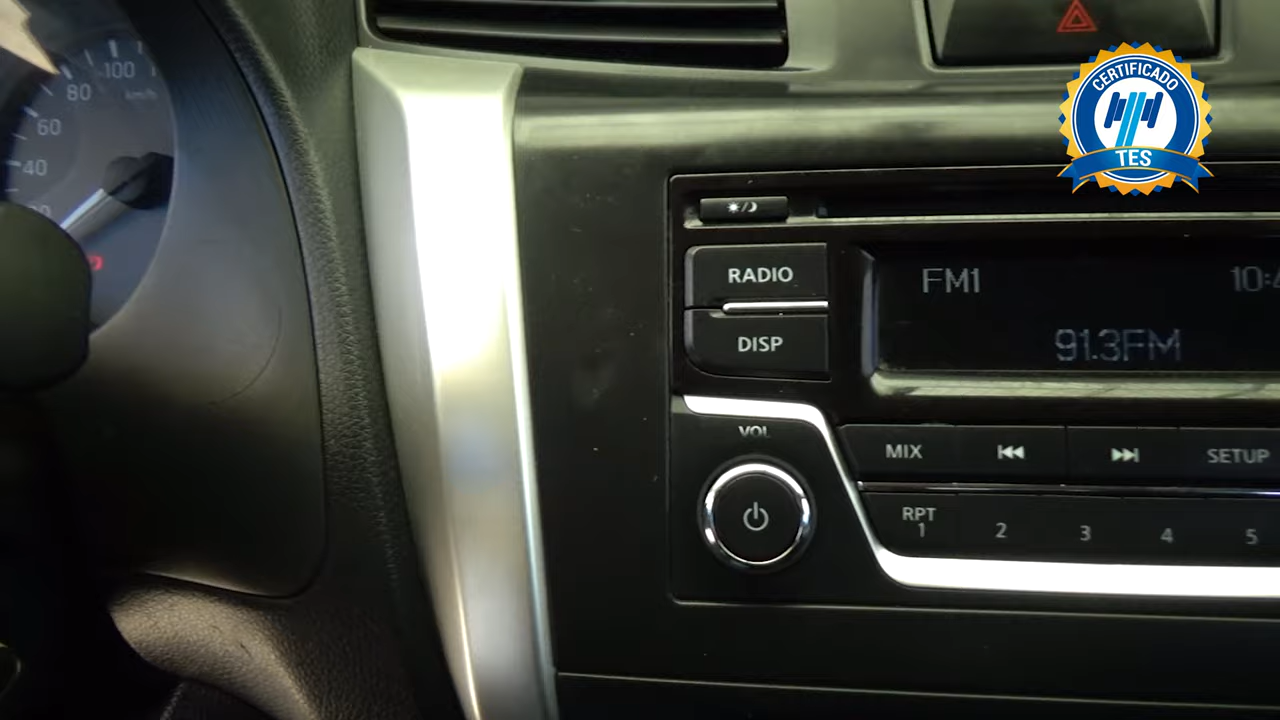 100
km/h
80
60
40
20
CERTIFICADO
TES
RADIO
DISP
FM1
91.3FM
VOL
MIX
SETUP
RPT
1
2
3
4
5